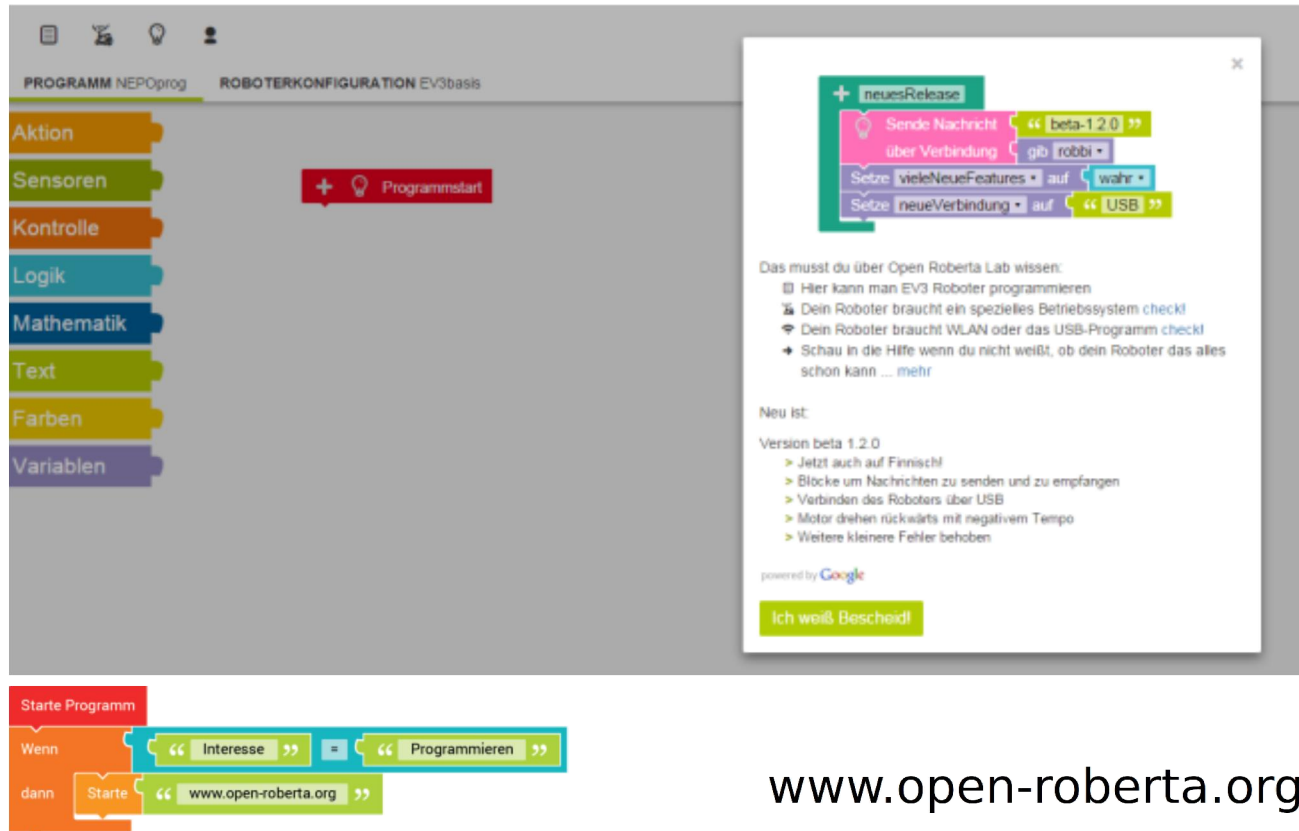 PROGRAMM NEPOprog ROBOTERKONFIGURATION EV3basis
Aktion
Sensoren
Kontrolle
Logik
Mathematik
Text
Farben
Variablen
+ Programmstart
×
+ neuesRelease
Sende Nachricht “ beta-1.2.0 ”
über Verbindung gib robbi
Setze vieleNeueFeatures auf wahr
Setze neueVerbindung auf “ USB ”
Das musst du über Open Roberta Lab wissen:
Hier kann man EV3 Roboter programmieren
Dein Roboter braucht ein spezielles Betriebssystem check!
Dein Roboter braucht WLAN oder das USB-Programm check!
Schau in die Hilfe wenn du nicht weißt, ob dein Roboter das alles
schon kann ... mehr
Neu ist:
Version beta 1.2.0
> Jetzt auch auf Finnisch!
> Blöcke um Nachrichten zu senden und zu empfangen
> Verbinden des Roboters über USB
> Motor drehen rückwärts mit negativem Tempo
> Weitere kleinere Fehler behoben
powered by Google
Ich weiß Bescheid!
Starte Programm
Wenn “ Interesse ” = “ Programmieren ”
dann Starte “ www.open-roberta.org ”
www.open-roberta.org